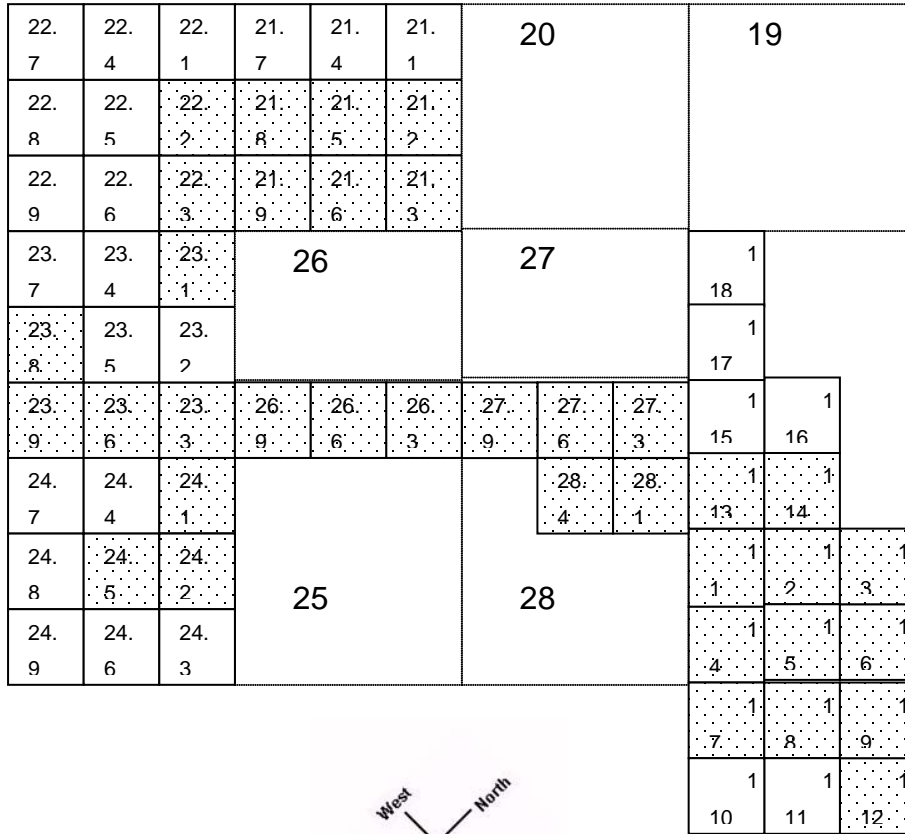 22. 22. 22. 21. 21. 21. 20 19
7 4 1 7 4 1
22. 22. 22. 21. 21. 21.
8 5 2 8 5 2
22. 22. 22. 21. 21. 21.
9 6 3 9 6 3
23. 23. 23. 26 27 1
7 4 1 18
23. 23. 23. 1
8 5 2 17
23. 23. 23. 26. 26. 26. 27. 27. 27. 1 1
9 6 3 9 6 3 9 6 3 15 16
24. 24. 24. 28. 28. 1 1
7 4 1 4 1 13 14
24. 24. 24. 1 1 1
8 5 2 25 28 1 2 3
24. 24. 24. 1 1 1
9 6 3 4 5 6
1 1 1
7 8 9
1 1 1
10 11 12
West North